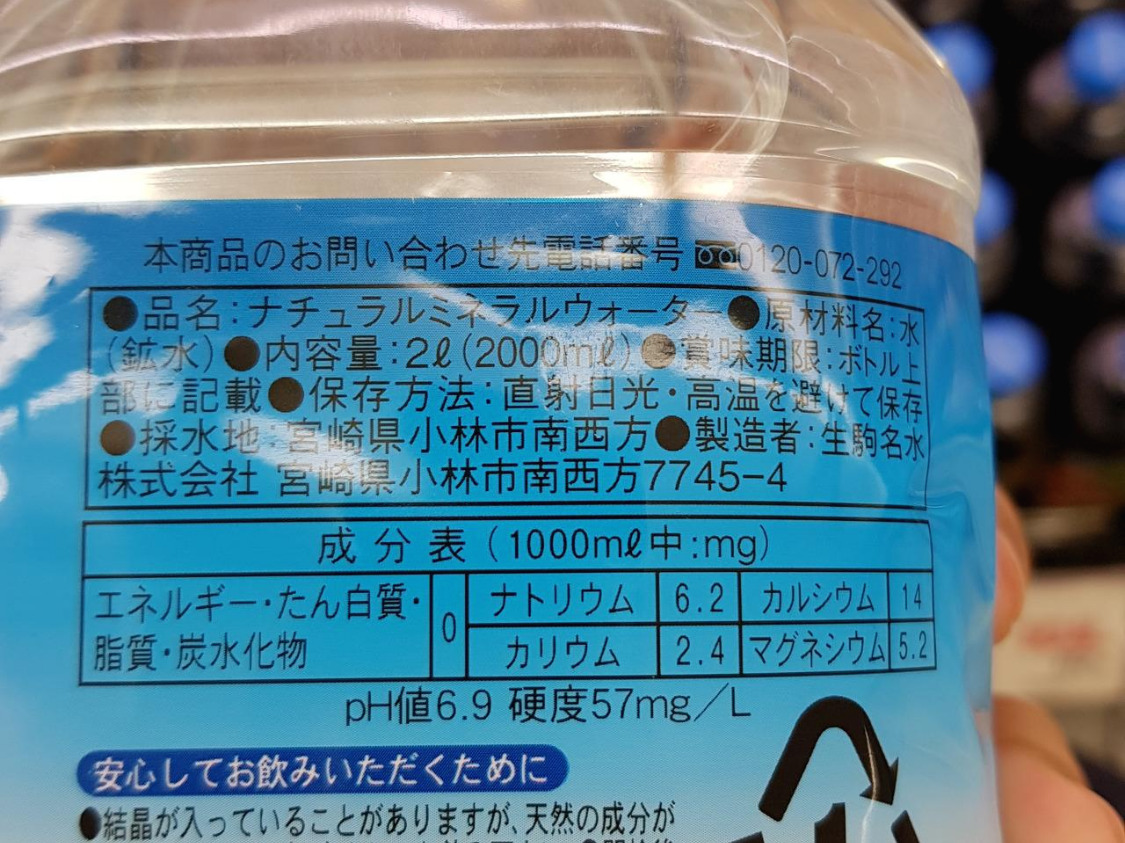 本商品のお問い合わせ先電話番号 0120-072-292
●品名:ナチュラルミネラルウォーター●原材料名:水
(鉱水)●内容量:2ℓ(2000mℓ)●賞味期限:ボトル上
部に記載●保存方法:直射日光・高温を避けて保存
●採水地:宮崎県小林市南西方●製造者:生駒名水
株式会社 宮崎県小林市南西方7745-4
成分表(1000mℓ中:mg)
エネルギー・たん白質・ 0 ナトリウム 6.2 カルシウム 14
脂質・炭水化物 カリウム 2.4 マグネシウム 5.2
pH値6.9 硬度57mg/L
安心してお飲みいただくために
●結晶が入っていることがありますが、天然の成分が